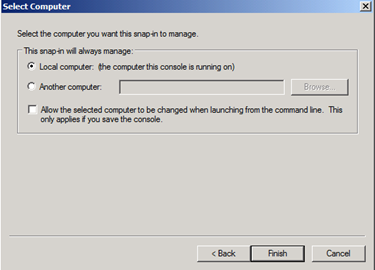 Select Computer
Select the computer you want this snap-in to manage.
This snap-in will always manage:
Local computer: (the computer this console is running on)
Another computer:
Browse...
Allow the selected computer to be changed when launching from the command line. This
only applies if you save the console.
< Back
Finish
Cancel